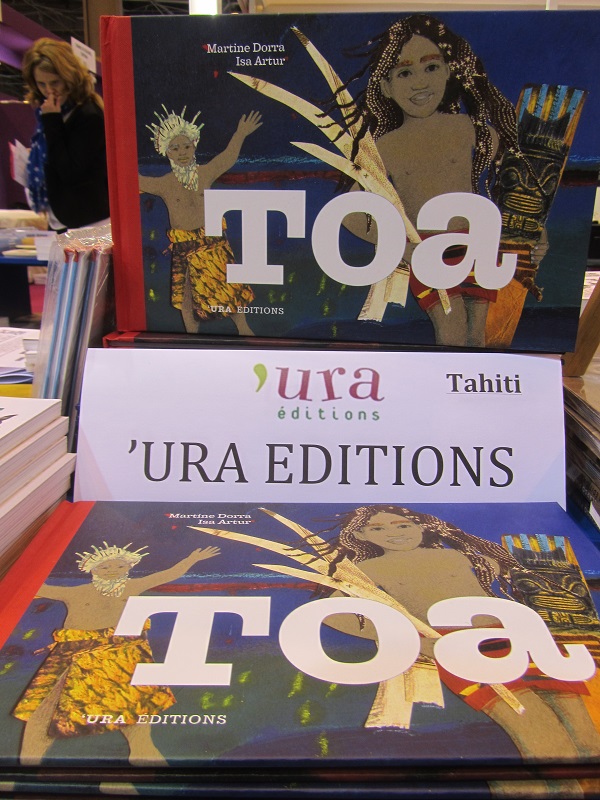 Martine Dorra
Isa Artur
Toa
'URA EDITIONS
'ura
éditions
Tahiti
'URA EDITIONS
Martine Dorra
Isa Artur
Toa
'URA EDITIONS